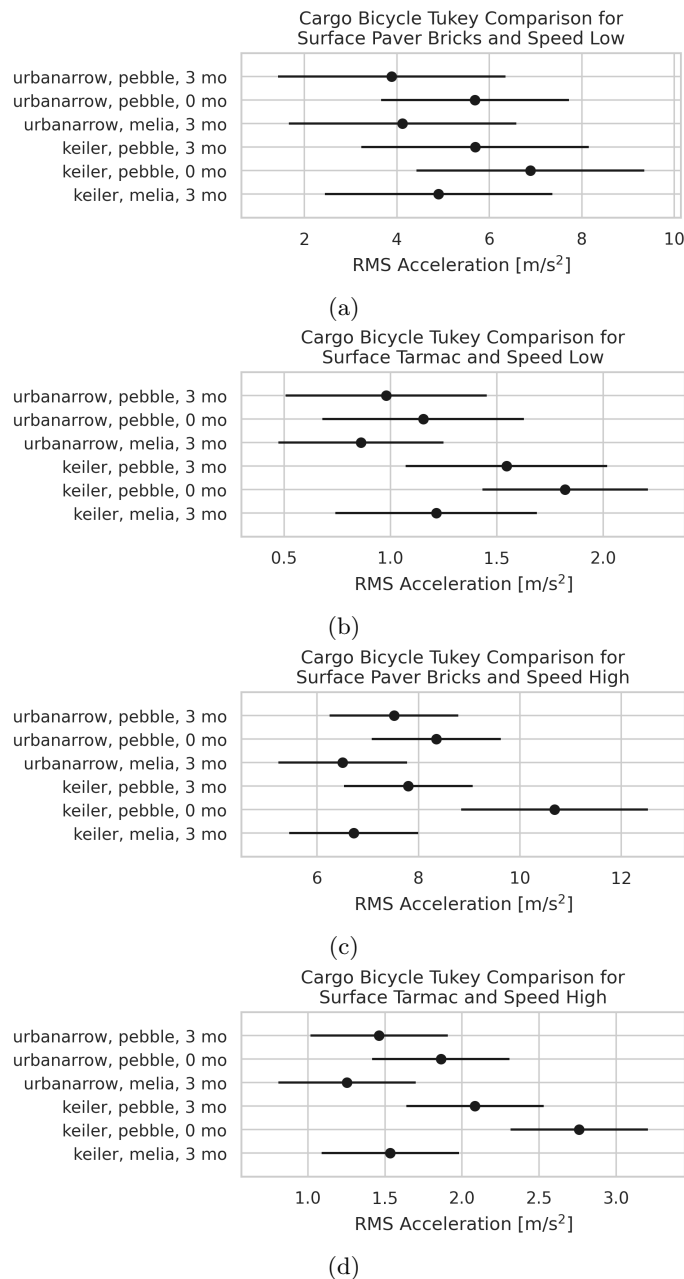 Cargo Bicycle Tukey Comparison for
Surface Paver Bricks and Speed Low
urbanarrow, pebble, 3 mo
urbanarrow, pebble, 0 mo
urbanarrow, melia, 3 mo
keiler, pebble, 3 mo
keiler, pebble, 0 mo
keiler, melia, 3 mo
2 4 6 8 10
RMS Acceleration [m/s²]
(a)
Cargo Bicycle Tukey Comparison for
Surface Tarmac and Speed Low
urbanarrow, pebble, 3 mo
urbanarrow, pebble, 0 mo
urbanarrow, melia, 3 mo
keiler, pebble, 3 mo
keiler, pebble, 0 mo
keiler, melia, 3 mo
0.5 1.0 1.5 2.0
RMS Acceleration [m/s²]
(b)
Cargo Bicycle Tukey Comparison for
Surface Paver Bricks and Speed High
urbanarrow, pebble, 3 mo
urbanarrow, pebble, 0 mo
urbanarrow, melia, 3 mo
keiler, pebble, 3 mo
keiler, pebble, 0 mo
keiler, melia, 3 mo
6 8 10 12
RMS Acceleration [m/s²]
(c)
Cargo Bicycle Tukey Comparison for
Surface Tarmac and Speed High
urbanarrow, pebble, 3 mo
urbanarrow, pebble, 0 mo
urbanarrow, melia, 3 mo
keiler, pebble, 3 mo
keiler, pebble, 0 mo
keiler, melia, 3 mo
1.0 1.5 2.0 2.5 3.0
RMS Acceleration [m/s²]
(d)